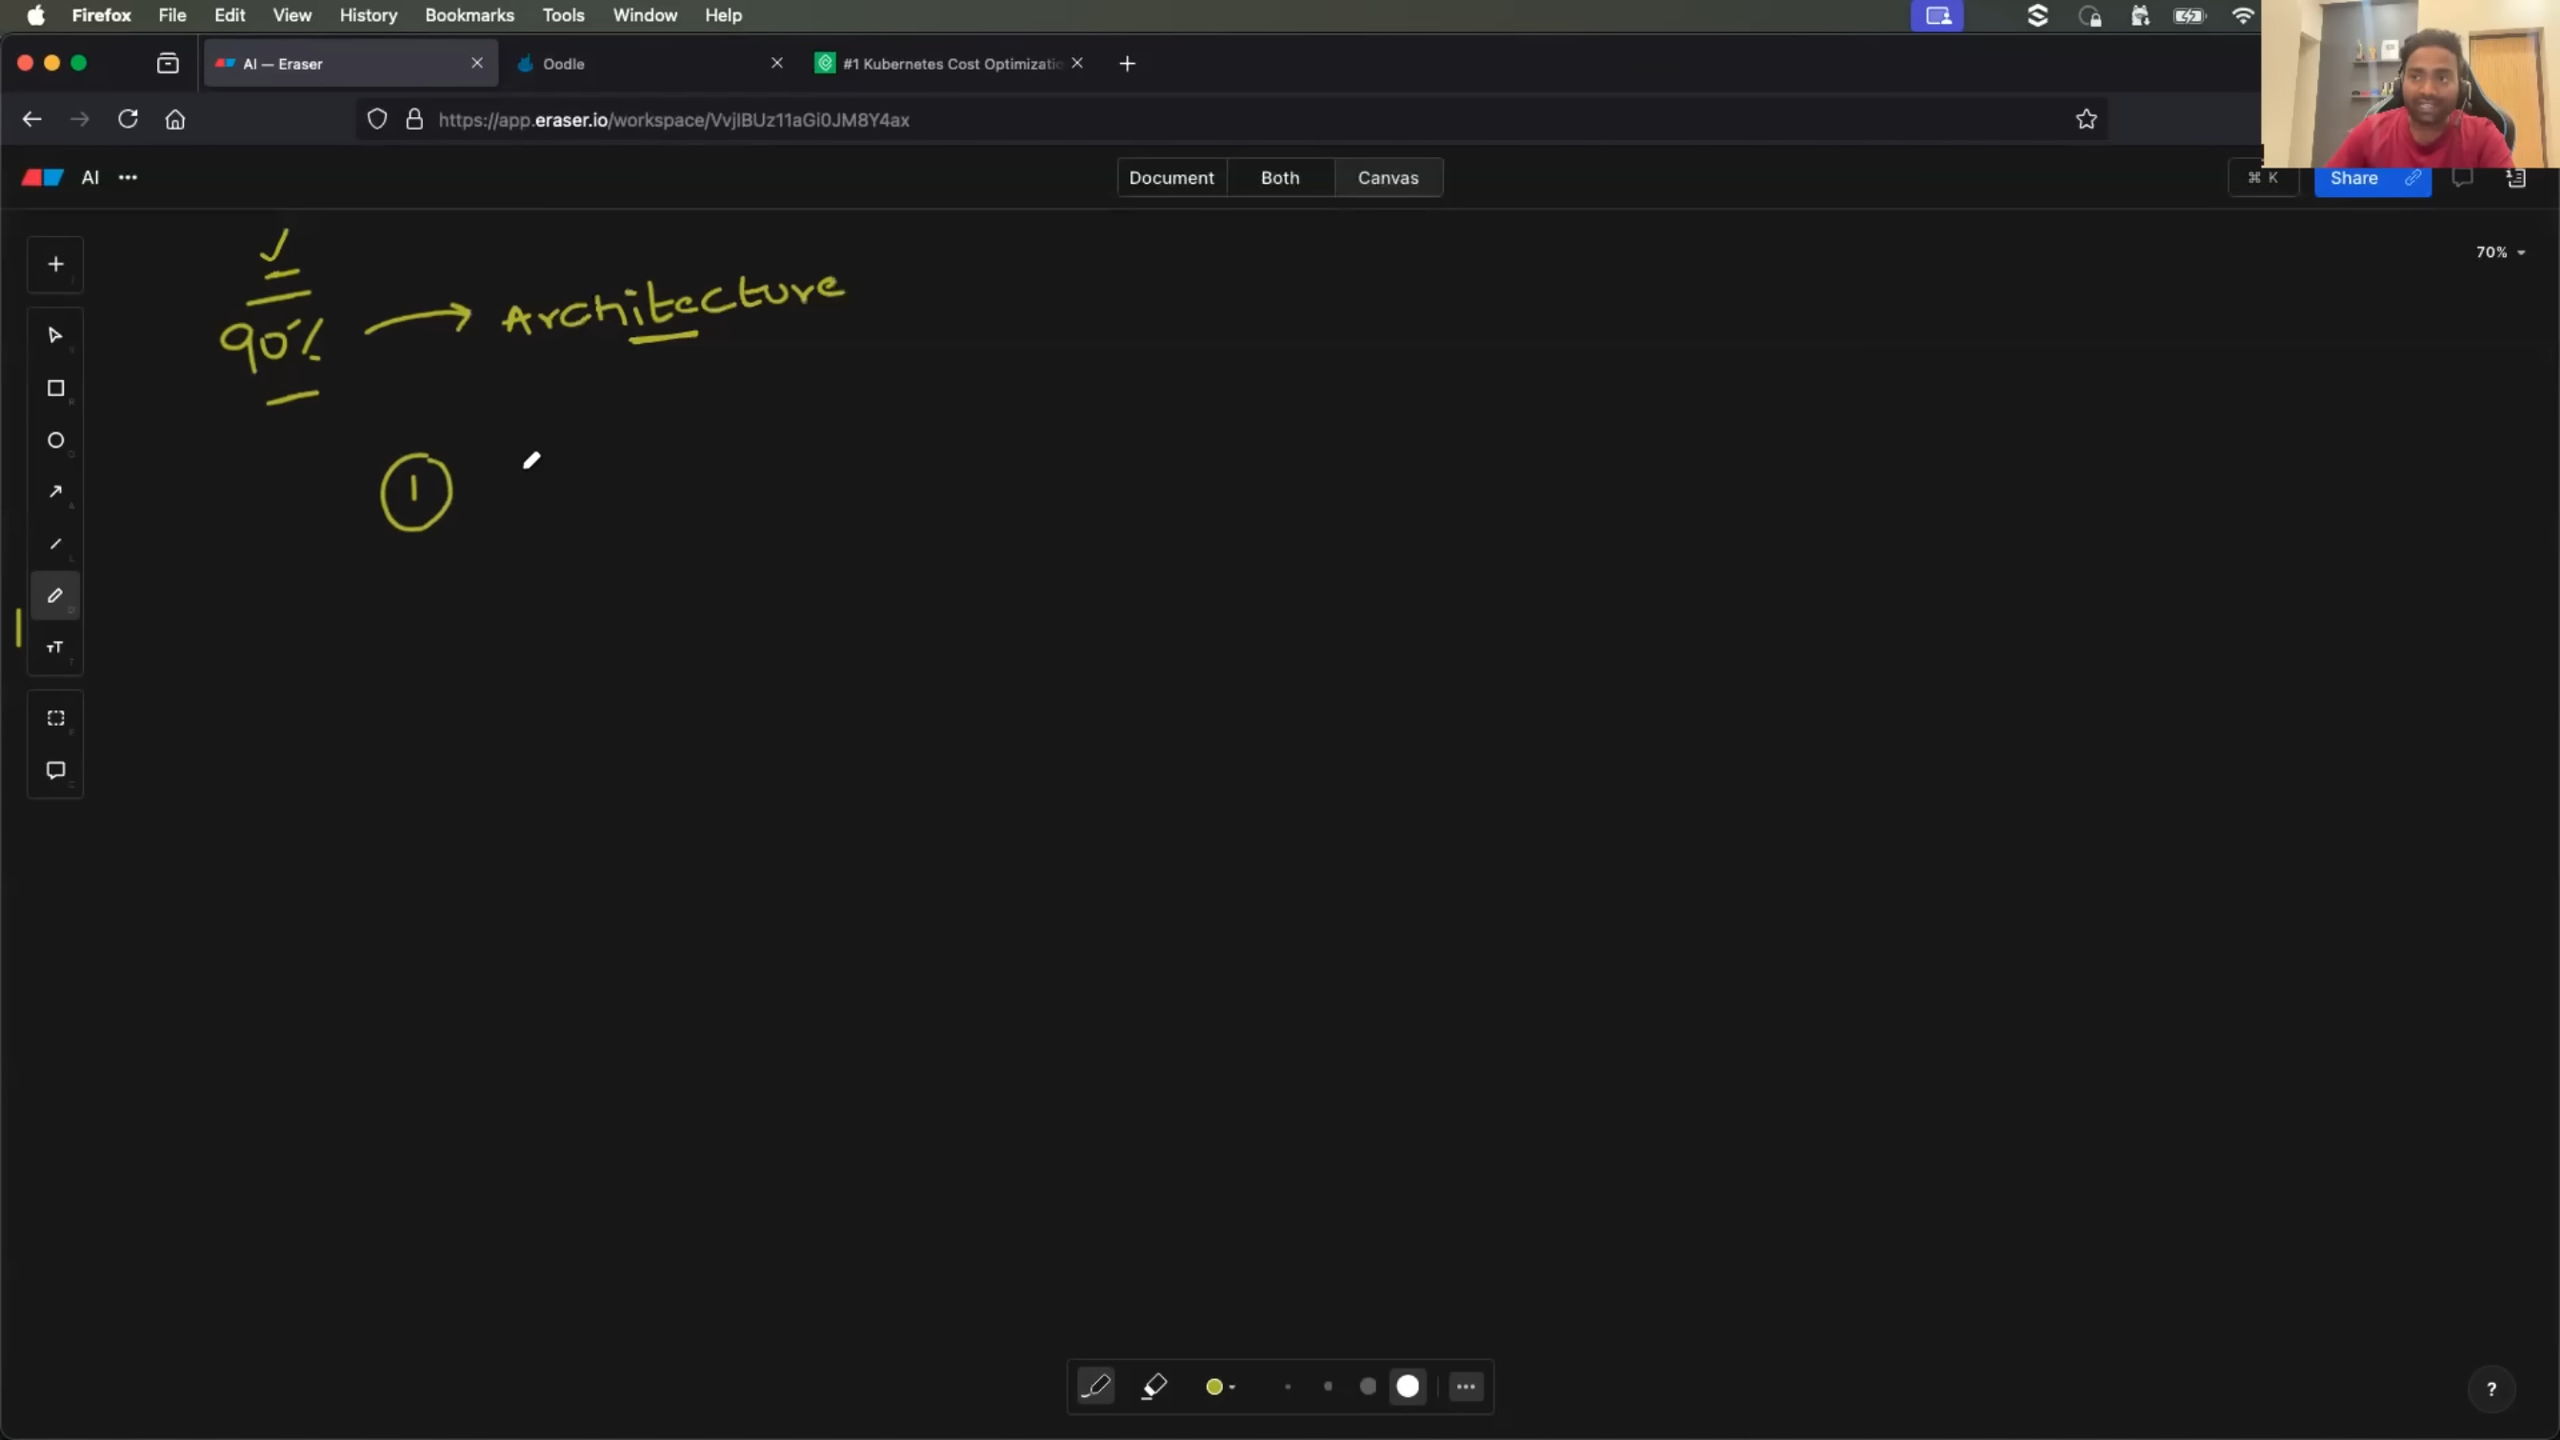 Firefox File Edit View History Bookmarks Tools Window Help
AI — Eraser Oodle #1 Kubernetes Cost Optimizatio
https://app.eraser.io/workspace/VvjIBUz11aGi0JM8Y4ax
AI ••• Document Both Canvas ⌘ K Share
70%
90% → Architecture
1
TT
?